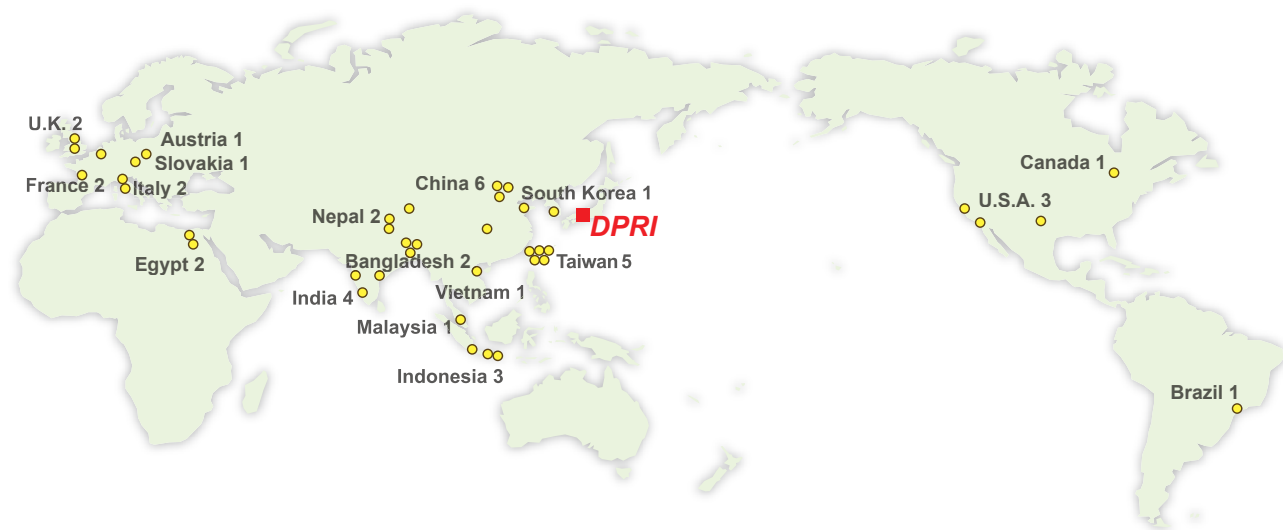 U.K. 2
Austria 1
Slovakia 1
France 2
Italy 2
Egypt 2
China 6
South Korea 1
Nepal 2
DPRI
Bangladesh 2
Taiwan 5
India 4
Vietnam 1
Malaysia 1
Indonesia 3
Canada 1
U.S.A. 3
Brazil 1